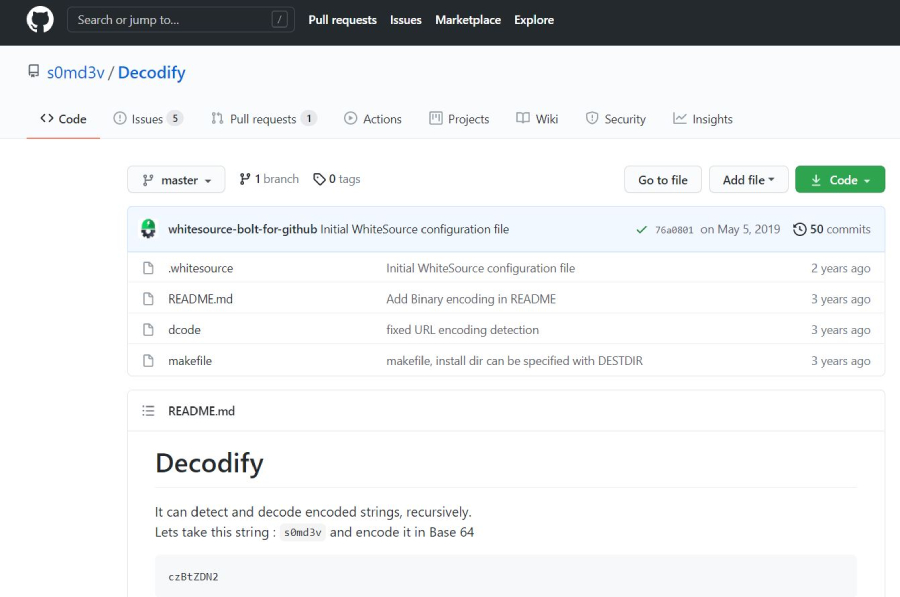 Search or jump to... / Pull requests Issues Marketplace Explore
s0md3v / Decodify
Code Issues 5 Pull requests 1 Actions Projects Wiki Security Insights
master 1 branch 0 tags Go to file Add file Code
whitesource-bolt-for-github Initial WhiteSource configuration file 76a0801 on May 5, 2019 50 commits
.whitesource Initial WhiteSource configuration file 2 years ago
README.md Add Binary encoding in README 3 years ago
dcode fixed URL encoding detection 3 years ago
makefile makefile, install dir can be specified with DESTDIR 3 years ago
README.md
Decodify
It can detect and decode encoded strings, recursively.
Lets take this string : s0md3v and encode it in Base 64
czBtZDN2